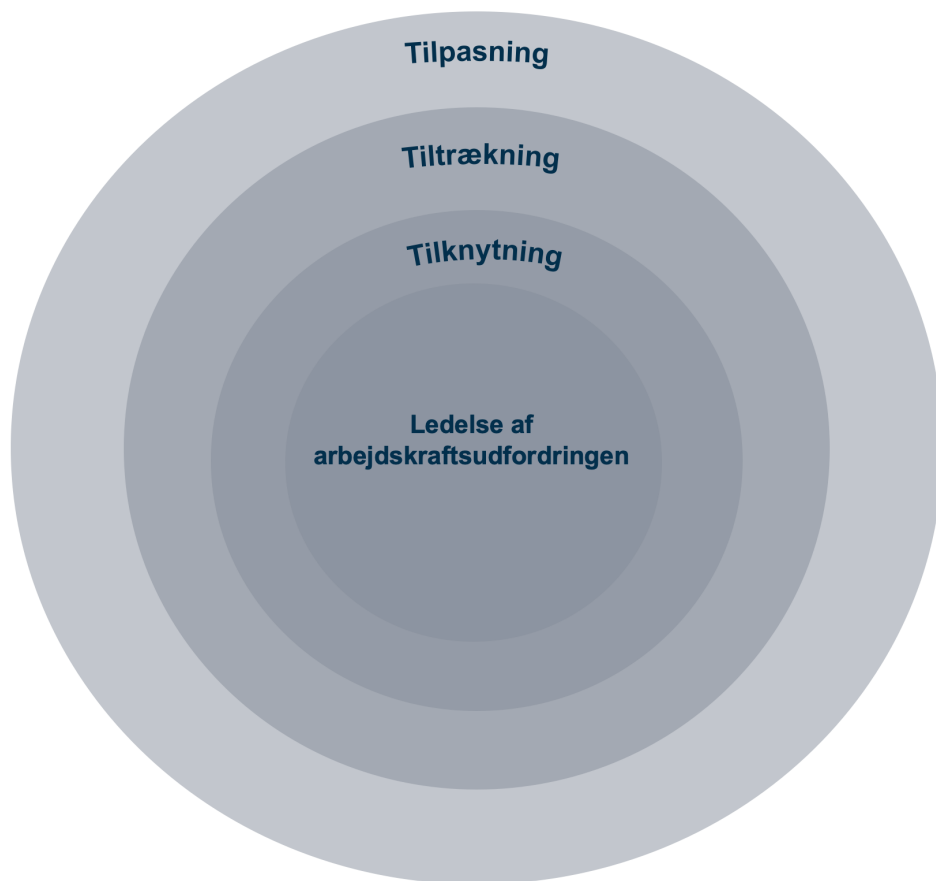 Tilpasning
Tiltrækning
Tilknytning
Ledelse af
arbejdskraftsudfordringen